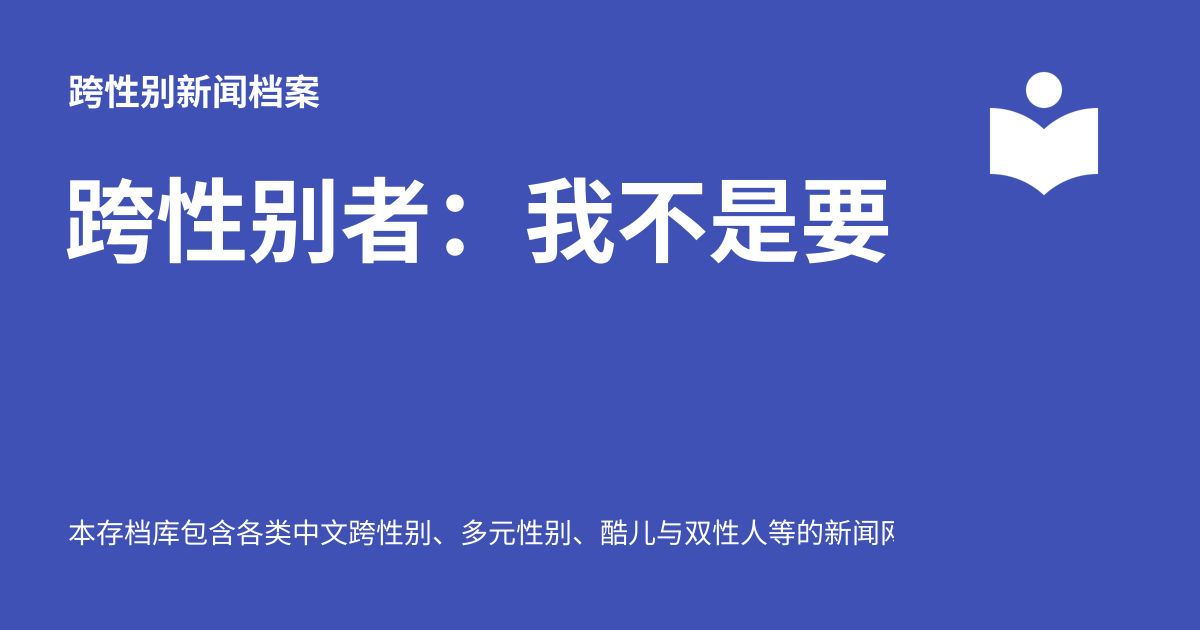 跨性别新闻档案
跨性别者：我不是要
本存档库包含各类中文跨性别、多元性别、酷儿与双性人等的新闻